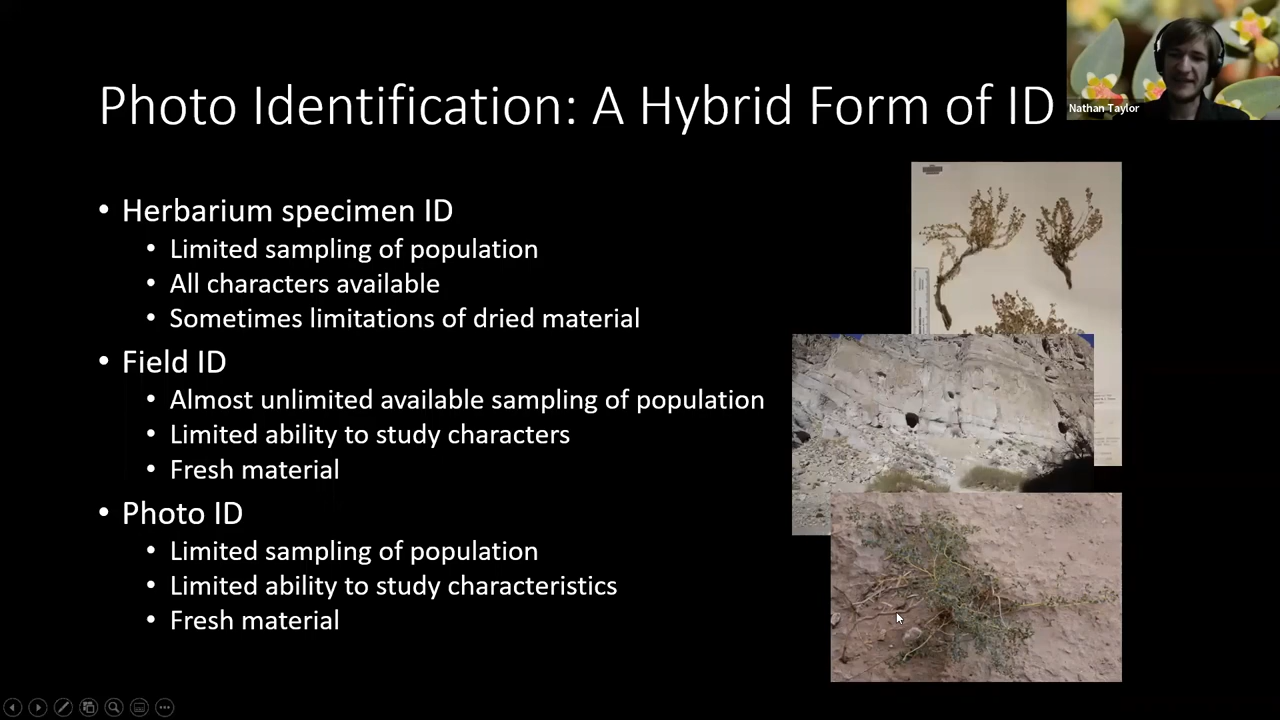 Photo Identification: A Hybrid Form of ID
Nathan Taylor
• Herbarium specimen ID
• Limited sampling of population
• All characters available
• Sometimes limitations of dried material
• Field ID
• Almost unlimited available sampling of population
• Limited ability to study characters
• Fresh material
• Photo ID
• Limited sampling of population
• Limited ability to study characteristics
• Fresh material